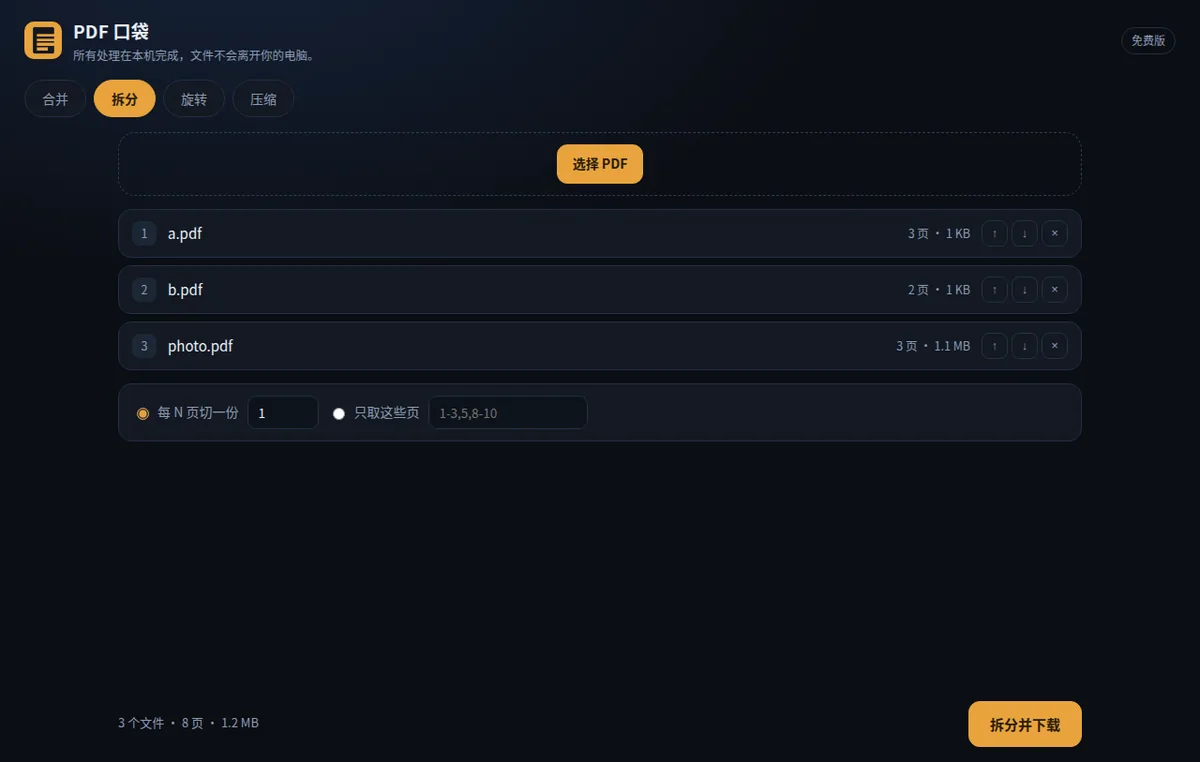 PDF 口袋
所有处理在本机完成，文件不会离开你的电脑。
免费版
合并 拆分 旋转 压缩
选择 PDF
1 a.pdf 3 页 · 1 KB ↑ ↓ ×
2 b.pdf 2 页 · 1 KB ↑ ↓ ×
3 photo.pdf 3 页 · 1.1 MB ↑ ↓ ×
每 N 页切一份 1 只取这些页 1-3,5,8-10
3 个文件 · 8 页 · 1.2 MB
拆分并下载